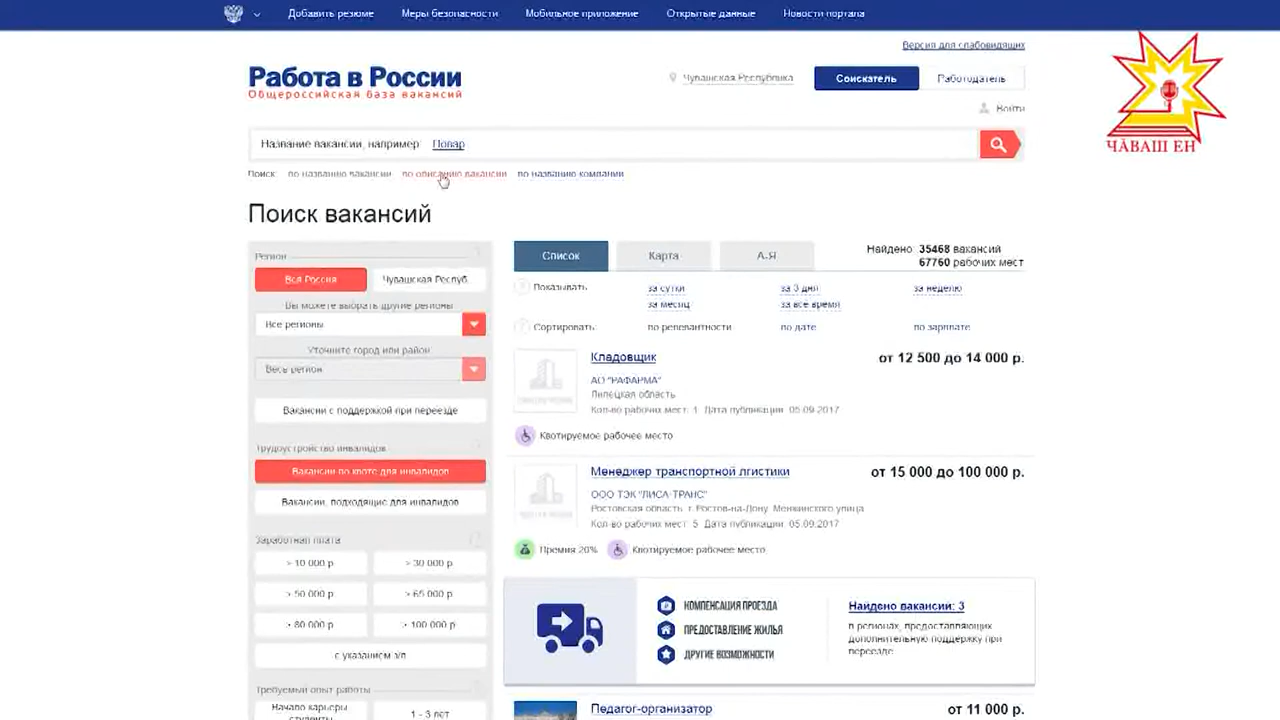 Добавить резюме Меры безопасности Мобильное приложение Открытые данные Новости портала
Версия для слабовидящих
Работа в России
Общероссийская база вакансий
Чувашская Республика Соискатель Работодатель
Войти
ЧӐВАШ ЕН
Название вакансии, например: Повар
Поиск: по названию вакансии по описанию вакансии по названию компании
Поиск вакансий
Регион
Вся Россия Чувашская Респуб.
Вы можете выбрать другие регионы
Все регионы
Уточните город или район
Весь регион
Вакансии с поддержкой при переезде
Трудоустройство инвалидов
Вакансии по квоте для инвалидов
Вакансии, подходящие для инвалидов
Заработная плата
> 10 000 р. > 30 000 р.
> 50 000 р. > 65 000 р.
> 80 000 р. > 100 000 р.
с указанием з/п
Требуемый опыт работы
Начало карьеры
студенты
1 - 3 лет
Список Карта А-Я
Найдено 35468 вакансий
67760 рабочих мест
Показывать: за сутки за 3 дня за неделю
за месяц за все время
Сортировать: по релевантности по дате по зарплате
Кладовщик от 12 500 до 14 000 р.
АО "РАФАРМА"
Липецкая область
Кол-во рабочих мест: 1 Дата публикации: 05.09.2017
Квотируемое рабочее место
Менеджер транспортной лгистики от 15 000 до 100 000 р.
ООО ТЭК "ЛИСА-ТРАНС"
Ростовская область, г. Ростов-на-Дону, Менжинского улица
Кол-во рабочих мест: 5 Дата публикации: 05.09.2017
Премия 20% Квотируемое рабочее место
КОМПЕНСАЦИЯ ПРОЕЗДА
ПРЕДОСТАВЛЕНИЕ ЖИЛЬЯ
ДРУГИЕ ВОЗМОЖНОСТИ
Найдено вакансии: 3
в регионах, предоставляющих
дополнительную поддержку при
переезде
Педагог-организатор от 11 000 р.